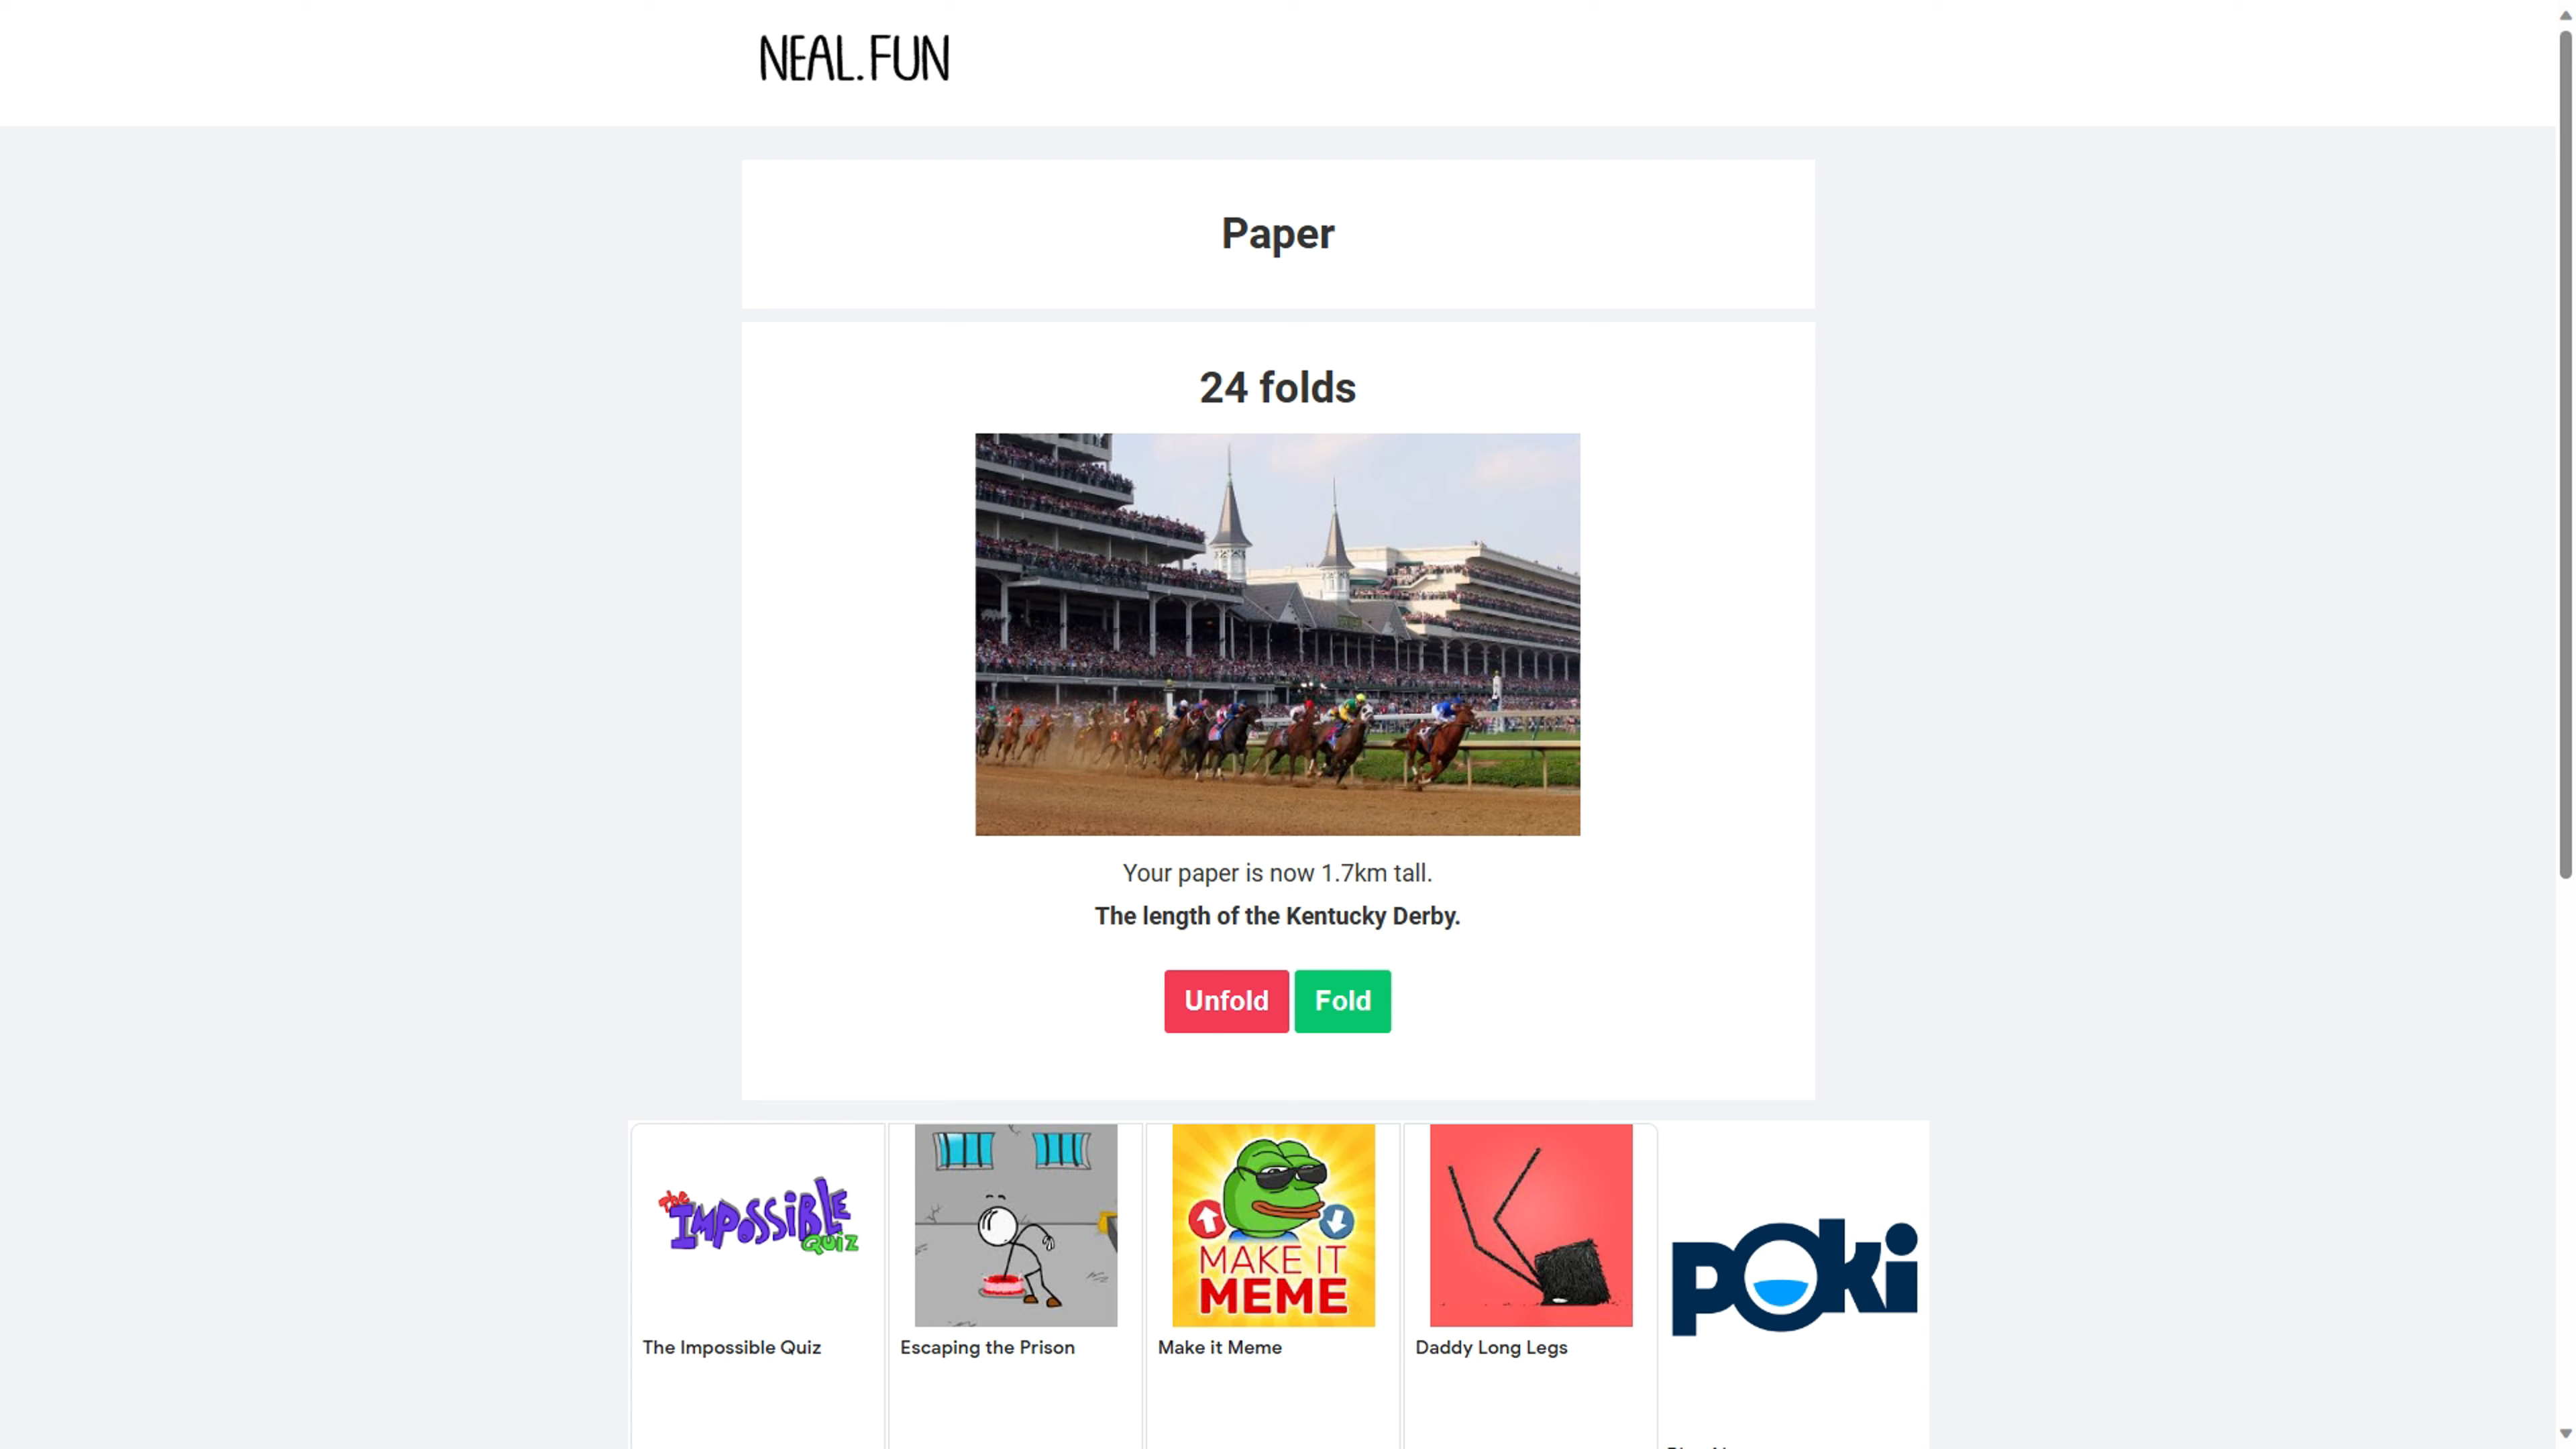 NEAL.FUN
Paper
24 folds
Your paper is now 1.7km tall.
The length of the Kentucky Derby.
Unfold Fold
The IMPOSSIBLE QUIZ
MAKE IT
MEME
poki
The Impossible Quiz
Escaping the Prison
Make it Meme
Daddy Long Legs